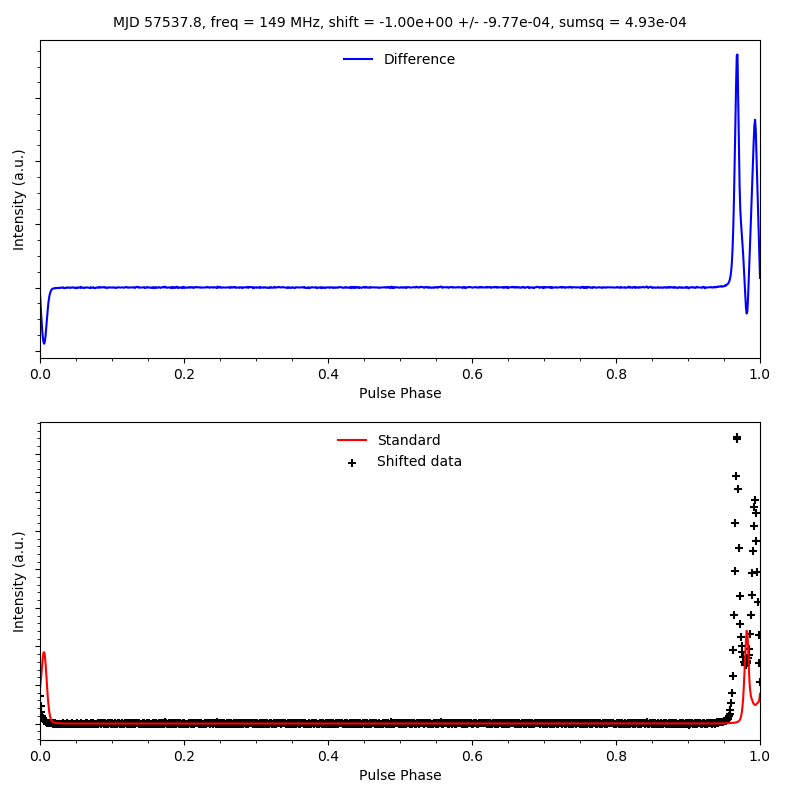 MJD 57537.8, freq = 149 MHz, shift = -1.00e+00 +/- -9.77e-04, sumsq = 4.93e-04
Difference
Intensity (a.u.)
0.0 0.2 0.4 0.6 0.8 1.0
Pulse Phase
Standard
Shifted data
Intensity (a.u.)
0.0 0.2 0.4 0.6 0.8 1.0
Pulse Phase